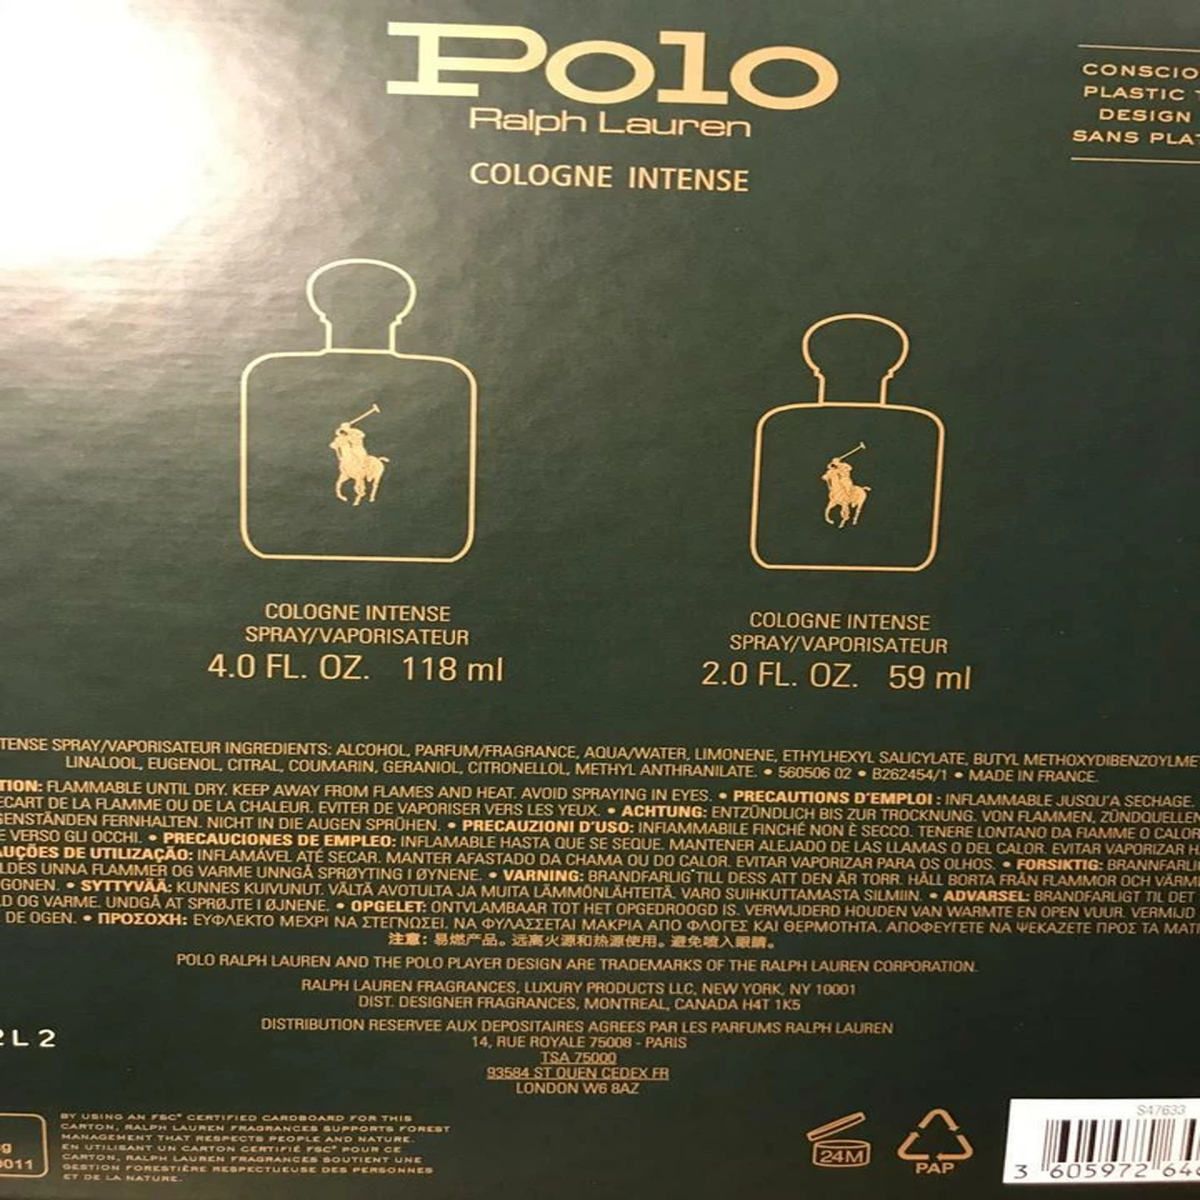 Polo
Ralph Lauren
COLOGNE INTENSE
CONSCIO
PLASTIC
DESIGN
SANS PLA
COLOGNE INTENSE
SPRAY/VAPORISATEUR
4.0 FL. OZ. 118 ml
COLOGNE INTENSE
SPRAY/VAPORISATEUR
2.0 FL. OZ. 59 ml
TENSE SPRAY/VAPORISATEUR INGREDIENTS: ALCOHOL, PARFUM/FRAGRANCE, AQUA/WATER, LIMONENE, ETHYLHEXYL SALICYLATE, BUTYL METHOXYDIBENZOYLME
LINALOOL, EUGENOL, CITRAL, COUMARIN, GERANIOL, CITRONELLOL, METHYL ANTHRANILATE. • 560506 02 • B262454/1 • MADE IN FRANCE.
TION: FLAMMABLE UNTIL DRY. KEEP AWAY FROM FLAMES AND HEAT. AVOID SPRAYING IN EYES. • PRECAUTIONS D'EMPLOI : INFLAMMABLE JUSQU'A SECHAGE.
ECART DE LA FLAMME OU DE LA CHALEUR. EVITER DE VAPORISER VERS LES YEUX. • ACHTUNG: ENTZÜNDLICH BIS ZUR TROCKNUNG. VON FLAMMEN, ZÜNDQUELLEN
GENSTÄNDEN FERNHALTEN. NICHT IN DIE AUGEN SPRÜHEN. • PRECAUZIONI D'USO: INFIAMMABILE FINCHÉ NON È SECCO. TENERE LONTANO DA FIAMME O CALOR
E VERSO GLI OCCHI. • PRECAUCIONES DE EMPLEO: INFLAMABLE HASTA QUE SE SEQUE. MANTENER ALEJADO DE LAS LLAMAS O DEL CALOR. EVITAR VAPORIZAR H
AUÇÕES DE UTILIZAÇÃO: INFLAMÁVEL ATÉ SECAR. MANTER AFASTADO DA CHAMA OU DO CALOR. EVITAR VAPORIZAR PARA OS OLHOS. • FORSIKTIG: BRANNFARLI
LDES UNNA FLAMMER OG VARME UNNGÅ SPRØYTING I ØYNENE. • VARNING: BRANDFARLIG TILL DESS ATT DEN ÄR TORR. HÅLL BORTA FRÅN FLAMMOR OCH VÄRM
GONEN. • SYTTYVÄÄ: KUNNES KUIVUNUT. VÄLTÄ AVOTULTA JA MUITA LÄMMÖNLÄHTEITÄ. VARO SUIHKUTTAMASTA SILMIIN. • ADVARSEL: BRANDFARLIGT TIL DET
D OG VARME. UNDGÅ AT SPRØJTE I ØJNENE. • OPGELET: ONTVLAMBAAR TOT HET OPGEDROOGD IS. VERWIJDERD HOUDEN VAN WARMTE EN OPEN VUUR. VERMIJD
DE OGEN. • ΠΡΟΣΟΧΗ: ΕΥΦΛΕΚΤΟ ΜΕΧΡΙ ΝΑ ΣΤΕΓΝΩΣΕΙ. ΝΑ ΦΥΛΑΣΣΕΤΑΙ ΜΑΚΡΙΑ ΑΠΟ ΦΛΟΓΕΣ ΚΑΙ ΘΕΡΜΟΤΗΤΑ. ΑΠΟΦΕΥΓΕΤΕ ΝΑ ΨΕΚΑΖΕΤΕ ΠΡΟΣ ΤΑ ΜΑΤΙ
注意: 易燃产品。远离火源和热源使用。避免喷入眼睛。
POLO RALPH LAUREN AND THE POLO PLAYER DESIGN ARE TRADEMARKS OF THE RALPH LAUREN CORPORATION.
RALPH LAUREN FRAGRANCES, LUXURY PRODUCTS LLC, NEW YORK, NY 10001
DIST. DESIGNER FRAGRANCES, MONTREAL, CANADA H4T 1K5
DISTRIBUTION RESERVEE AUX DEPOSITAIRES AGREES PAR LES PARFUMS RALPH LAUREN
14, RUE ROYALE 75008 - PARIS
TSA 75000
93584 ST OUEN CEDEX FR
LONDON W6 8AZ
L 2
g
0011
BY USING AN FSC® CERTIFIED CARDBOARD FOR THIS
CARTON, RALPH LAUREN FRAGRANCES SUPPORTS FOREST
MANAGEMENT THAT RESPECTS PEOPLE AND NATURE.
EN UTILISANT UN CARTON CERTIFIÉ FSC® POUR CE
CARTON, RALPH LAUREN FRAGRANCES SOUTIENT UNE
GESTION FORESTIÈRE RESPECTUEUSE DES PERSONNES
ET DE LA NATURE.
24M
PAP
S47633
3 605972 64